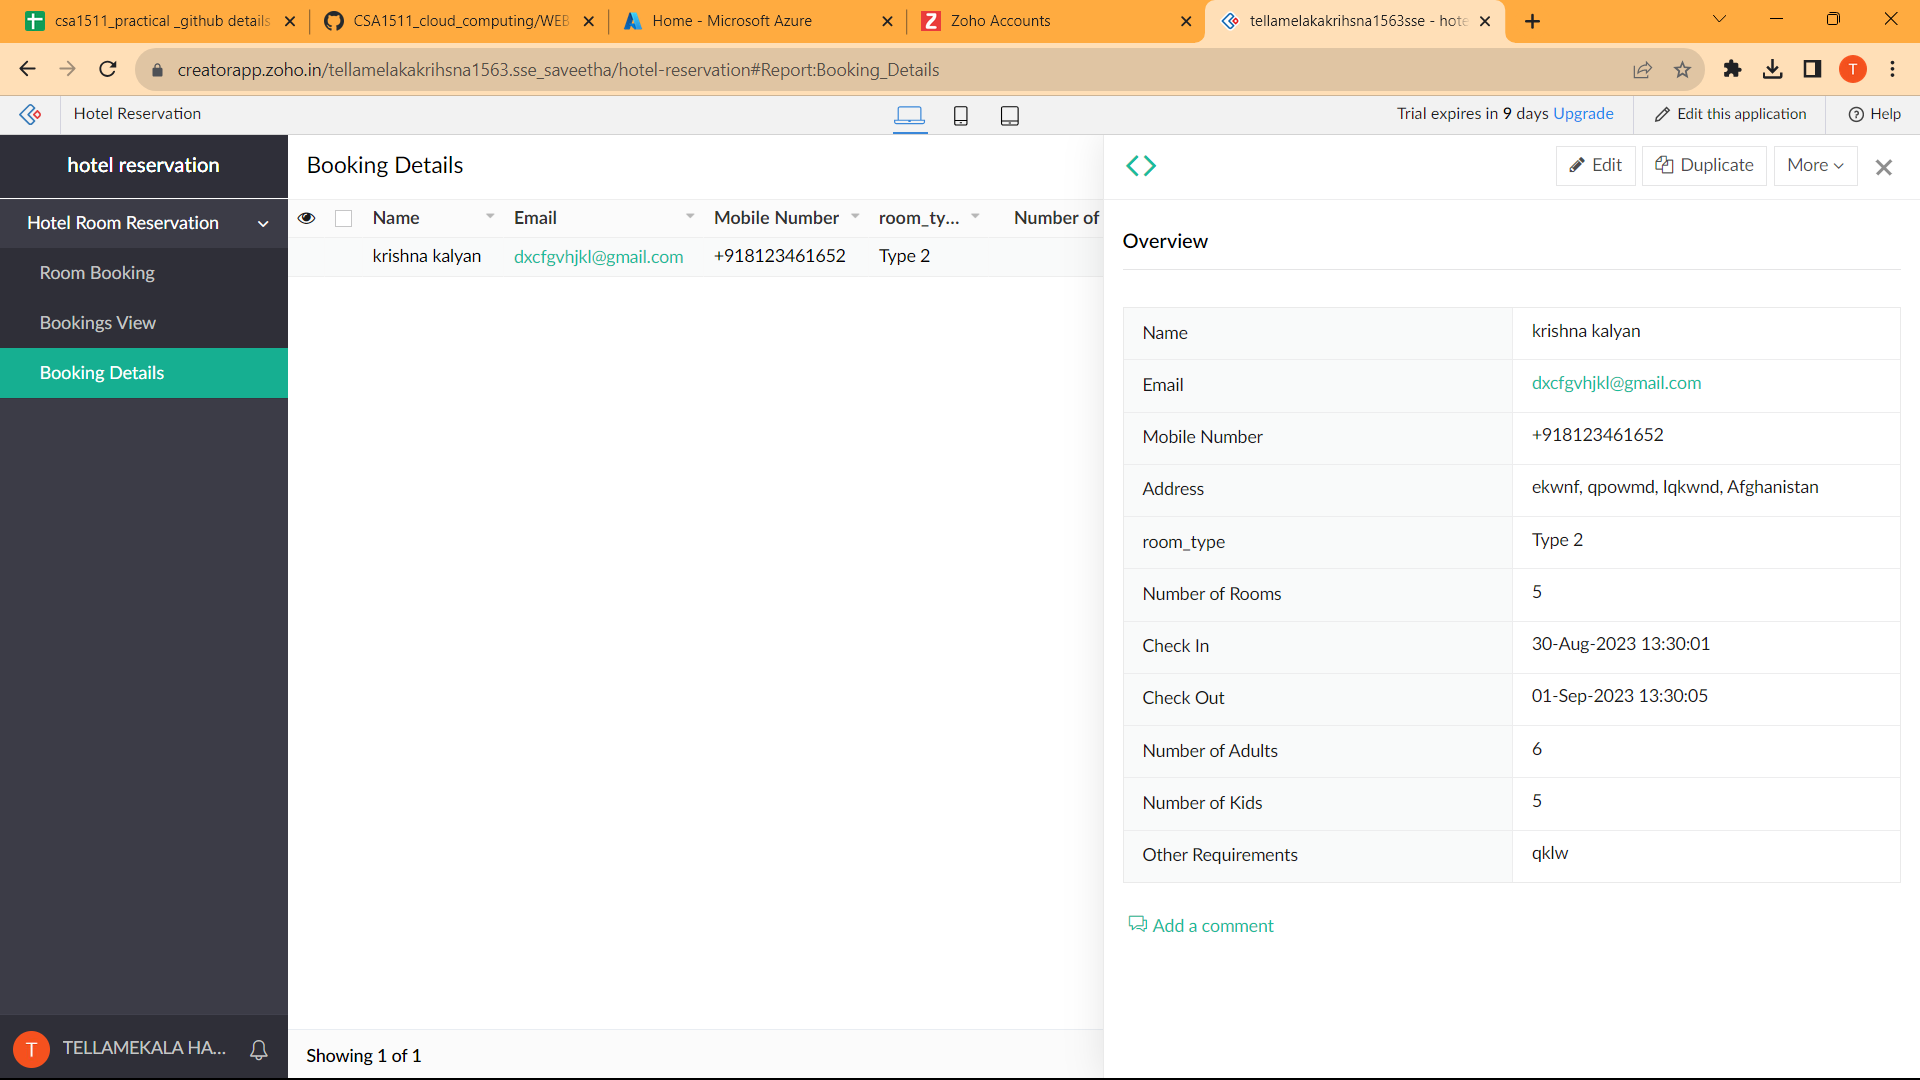 csa1511_practical _github details
CSA1511_cloud_computing/WEB
Home - Microsoft Azure
Zoho Accounts
tellamelakakrihsna1563sse - hote
creatorapp.zoho.in/tellamelakakrihsna1563.sse_saveetha/hotel-reservation#Report:Booking_Details
T
Hotel Reservation
Trial expires in 9 days Upgrade
Edit this application
Help
hotel reservation
Hotel Room Reservation
Room Booking
Bookings View
Booking Details
TELLAMEKALA HA...
T
Booking Details
Name Email Mobile Number room_ty... Number of
krishna kalyan dxcfgvhjkl@gmail.com +918123461652 Type 2
Showing 1 of 1
Edit
Duplicate
More
Overview
Name krishna kalyan
Email dxcfgvhjkl@gmail.com
Mobile Number +918123461652
Address ekwnf, qpowmd, lqkwnd, Afghanistan
room_type Type 2
Number of Rooms 5
Check In 30-Aug-2023 13:30:01
Check Out 01-Sep-2023 13:30:05
Number of Adults 6
Number of Kids 5
Other Requirements qklw
Add a comment